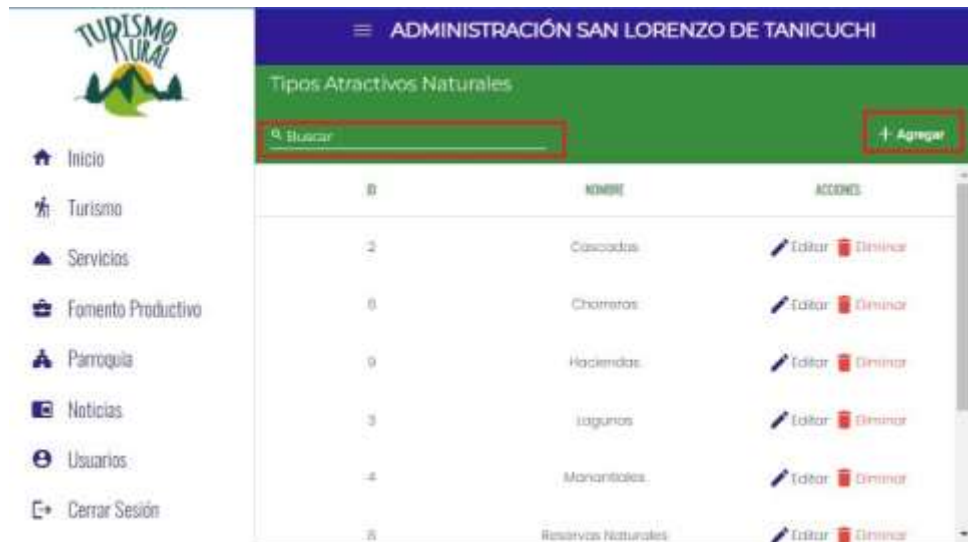 TURISMO
RURAL
Inicio
Turismo
Servicios
Fomento Productivo
Parroquia
Noticias
Usuarios
Cerrar Sesión
ADMINISTRACIÓN SAN LORENZO DE TANICUCHI
Tipos Atractivos Naturales
Buscar
+ Agregar
ID NOMBRE ACCIONES
2 Cascadas Editar Eliminar
6 Chorreras Editar Eliminar
9 Haciendas Editar Eliminar
3 Lagunas Editar Eliminar
4 Manantiales Editar Eliminar
8 Reservas Naturales Editar Eliminar